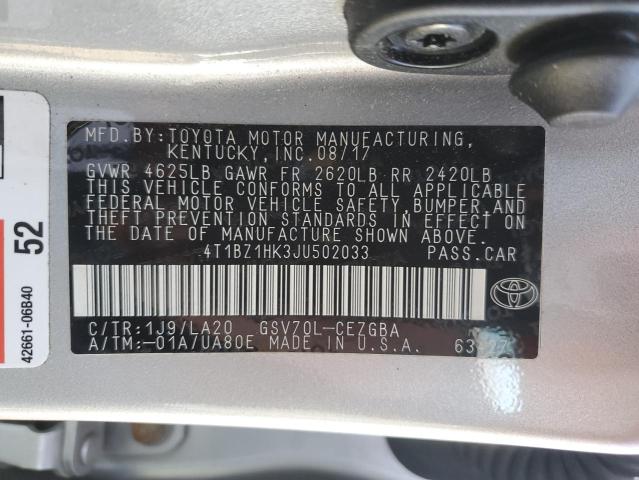 MFD.BY:TOYOTA MOTOR MANUFACTURING,
KENTUCKY,INC.08/17
GVWR 4625LB GAWR FR 2620LB RR 2420LB
THIS VEHICLE CONFORMS TO ALL APPLICABLE
FEDERAL MOTOR VEHICLE SAFETY,BUMPER,AND
THEFT PREVENTION STANDARDS IN EFFECT ON
THE DATE OF MANUFACTURE SHOWN ABOVE.
4T1BZ1HK3JU502033 PASS.CAR
C/TR:1J9/LA20 GSV70L-CEZGBA
A/TM:-01A/UA80E MADE IN U.S.A.
52
42661-06B40